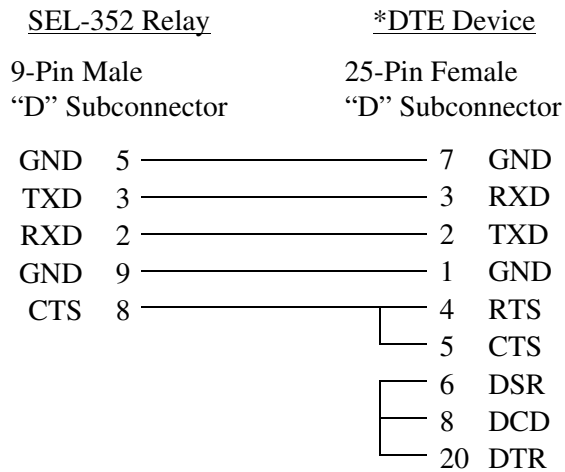 SEL-352 Relay *DTE Device
9-Pin Male 25-Pin Female
“D” Subconnector “D” Subconnector
GND 5 7 GND
TXD 3 3 RXD
RXD 2 2 TXD
GND 9 1 GND
CTS 8 4 RTS
5 CTS
6 DSR
8 DCD
20 DTR